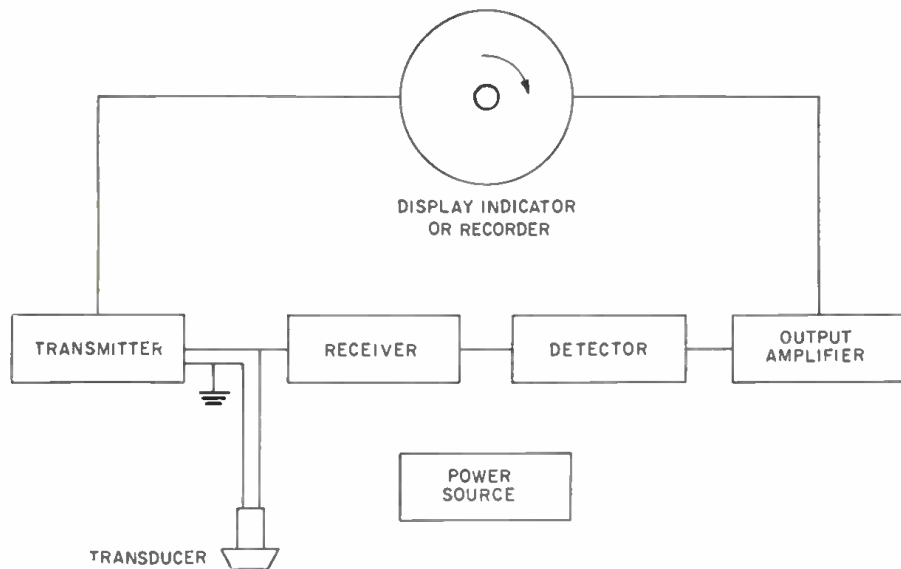 DISPLAY INDICATOR
OR RECORDER
TRANSMITTER
RECEIVER
DETECTOR
OUTPUT
AMPLIFIER
POWER
SOURCE
TRANSDUCER